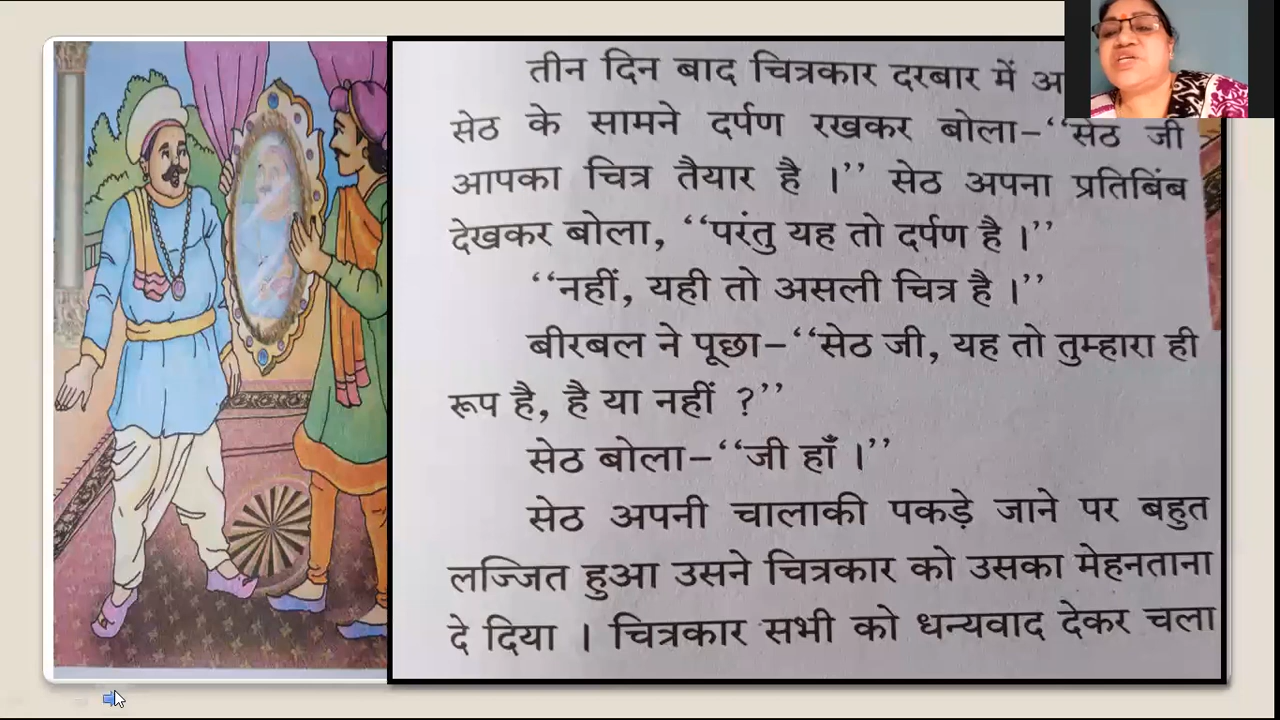 तीन दिन बाद चित्रकार दरबार में
सेठ के सामने दर्पण रखकर बोला–‘‘सेठ जी
आपका चित्र तैयार है ।’’ सेठ अपना प्रतिबिंब
देखकर बोला, ‘‘परंतु यह तो दर्पण है ।’’
‘‘नहीं, यही तो असली चित्र है ।’’
बीरबल ने पूछा–‘‘सेठ जी, यह तो तुम्हारा ही
रूप है, है या नहीं ?’’
सेठ बोला–‘‘जी हाँ ।’’
सेठ अपनी चालाकी पकड़े जाने पर बहुत
लज्जित हुआ उसने चित्रकार को उसका मेहनताना
दे दिया । चित्रकार सभी को धन्यवाद देकर चला